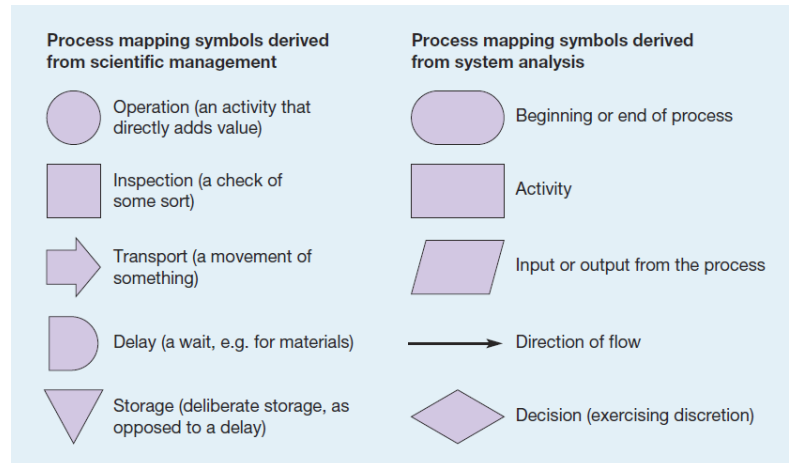 Process mapping symbols derived
from scientific management
Operation (an activity that
directly adds value)
Inspection (a check of
some sort)
Transport (a movement of
something)
Delay (a wait, e.g. for materials)
Storage (deliberate storage, as
opposed to a delay)
Process mapping symbols derived
from system analysis
Beginning or end of process
Activity
Input or output from the process
Direction of flow
Decision (exercising discretion)